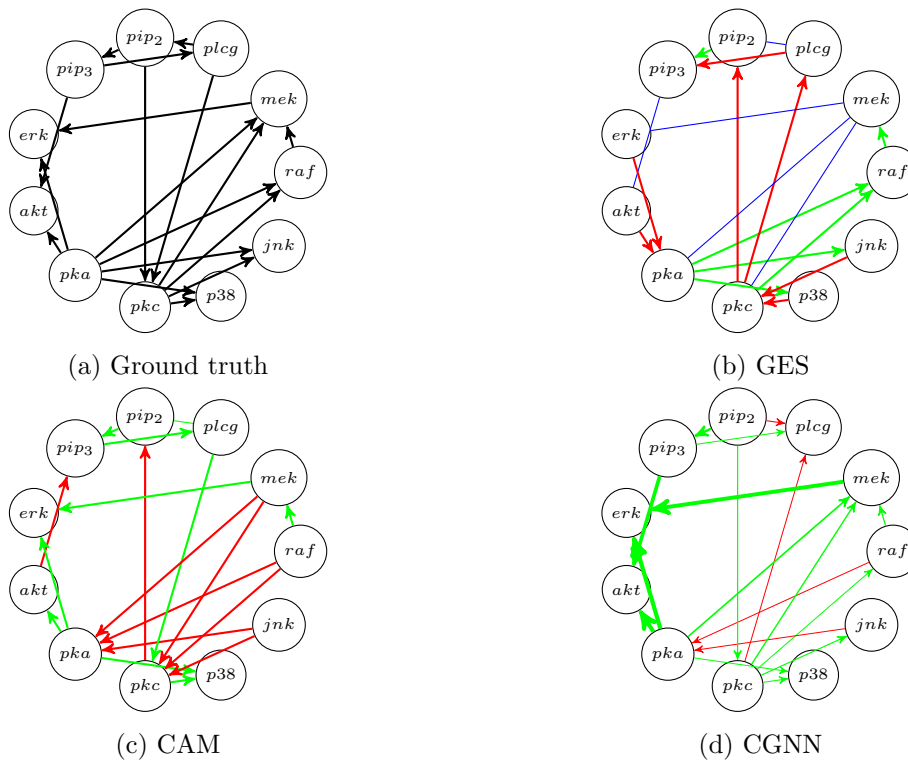 pip₂
plcg
pip₃
mek
erk
raf
akt
jnk
pka
pkc
p38
(a) Ground truth
pip₂
plcg
pip₃
mek
erk
raf
akt
jnk
pka
pkc
p38
(b) GES
pip₂
plcg
pip₃
mek
erk
raf
akt
jnk
pka
pkc
p38
(c) CAM
pip₂
plcg
pip₃
mek
erk
raf
akt
jnk
pka
pkc
p38
(d) CGNN